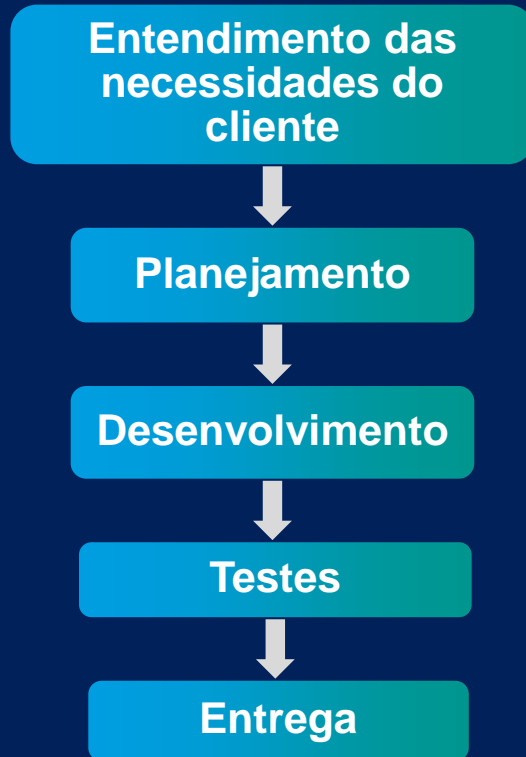 Entendimento das
necessidades do
cliente
Planejamento
Desenvolvimento
Testes
Entrega